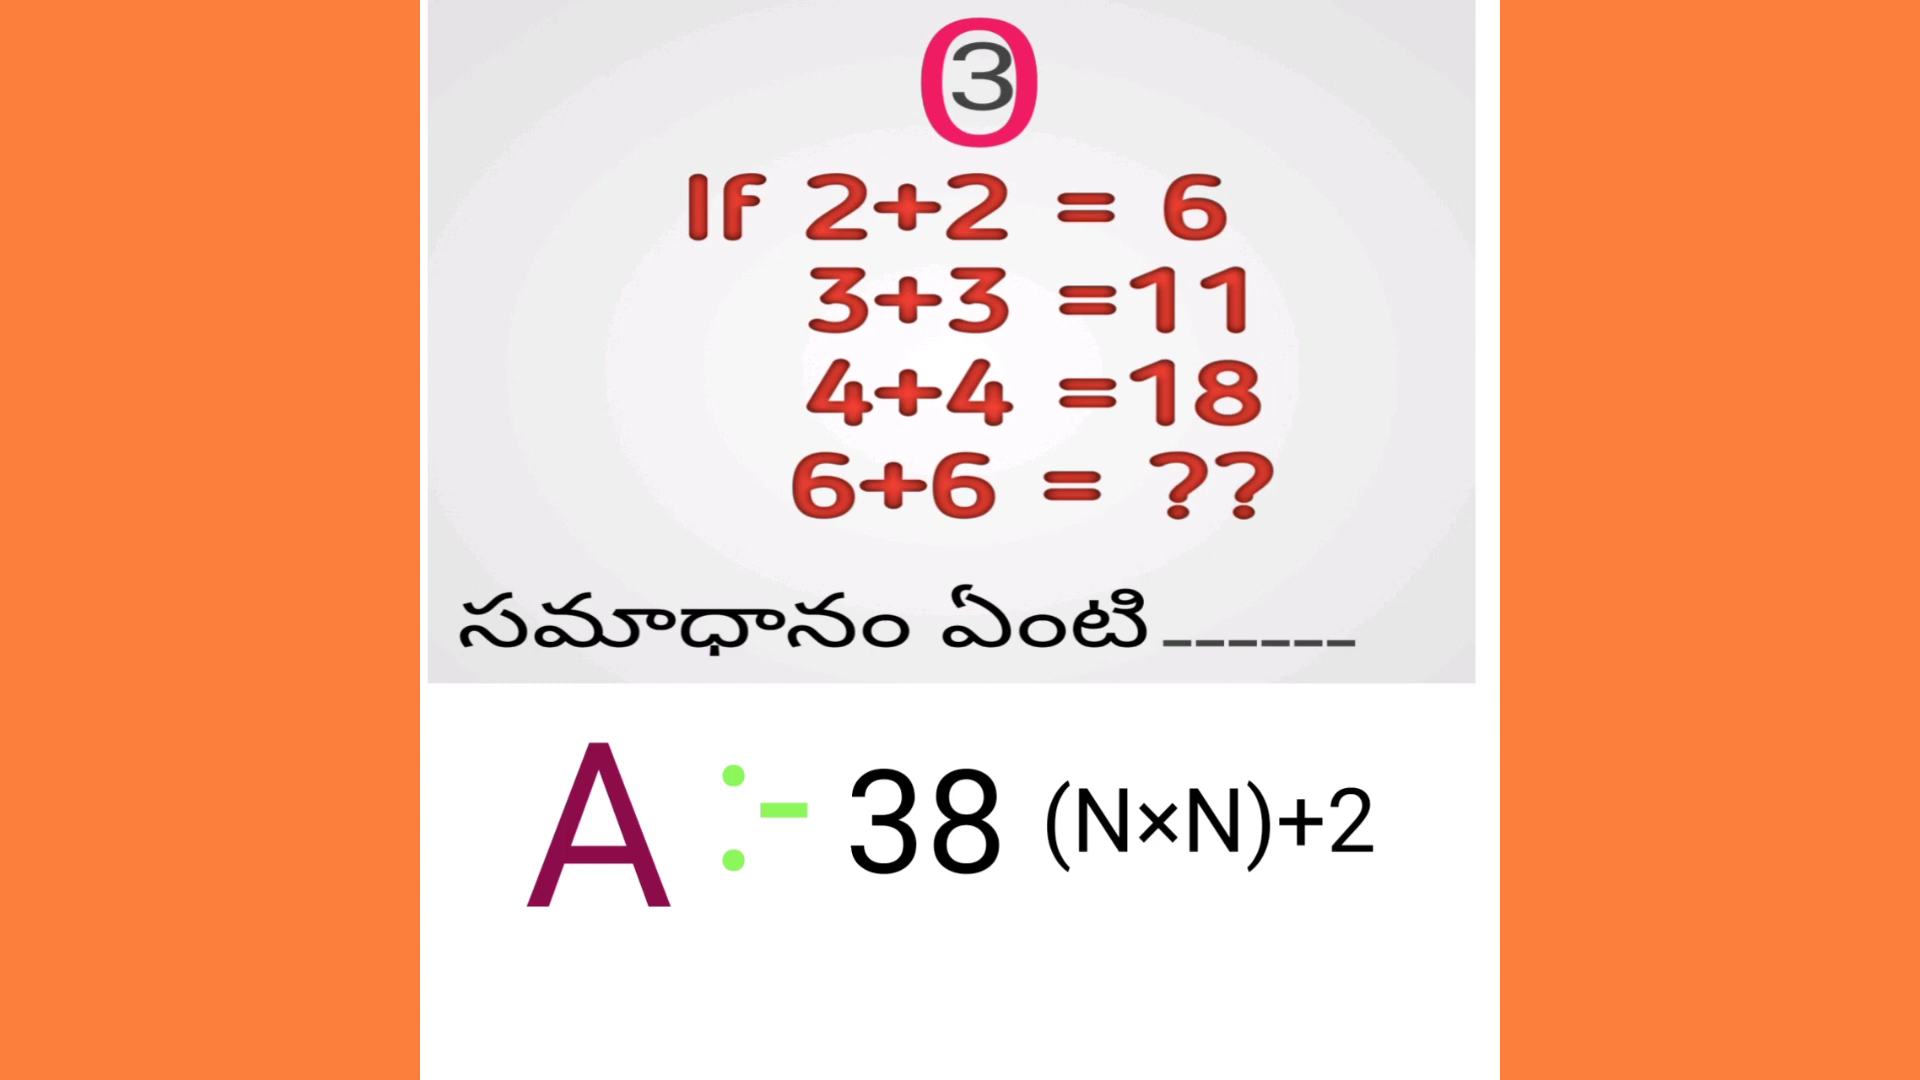 3
If 2+2 = 6
3+3 =11
4+4 =18
6+6 = ??
సమాధానం ఏంటి ______
A :- 38 (N×N)+2